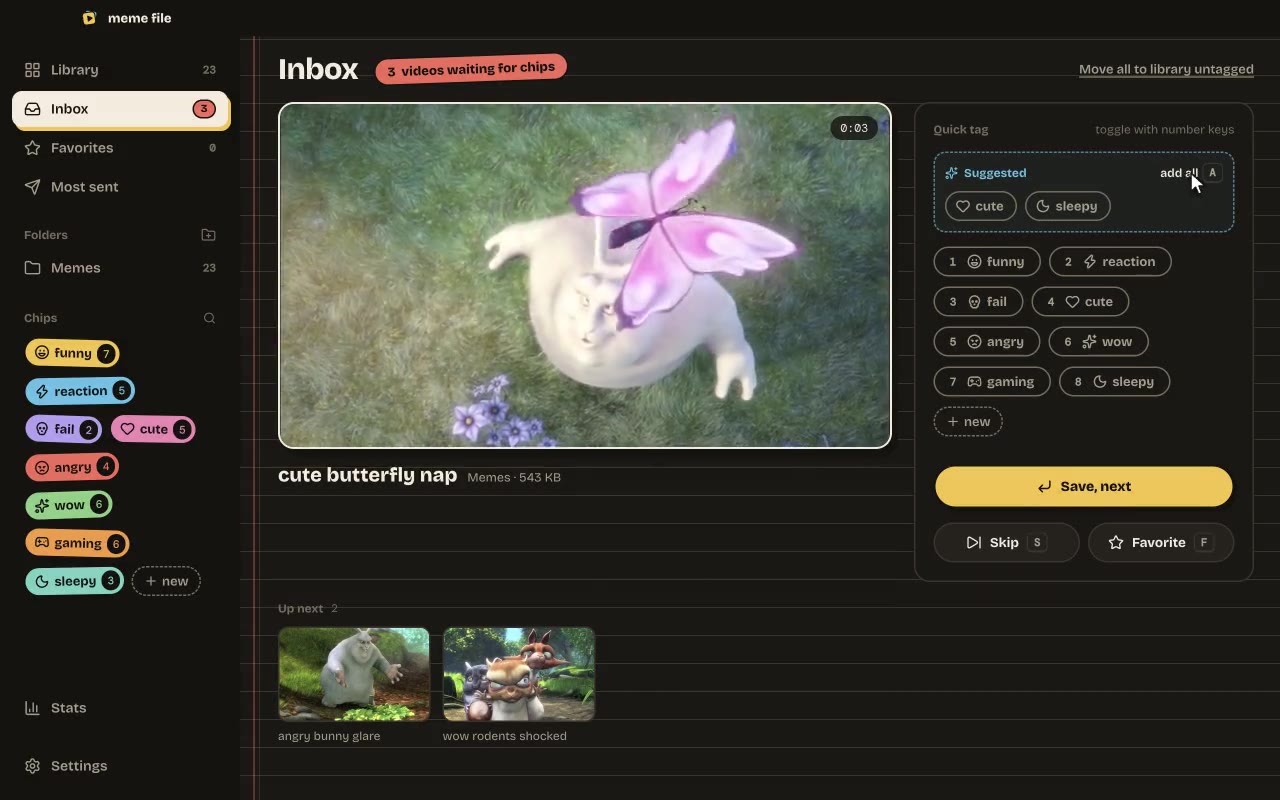 meme file
Library 23
Inbox 3
Favorites 0
Most sent
Folders
Memes 23
Chips
funny 7
reaction 5
fail 2 cute 5
angry 4
wow 6
gaming 6
sleepy 3 + new
Stats
Settings
Inbox 3 videos waiting for chips
Move all to library untagged
0:03
cute butterfly nap Memes · 543 KB
Quick tag toggle with number keys
Suggested add all A
cute sleepy
1 funny 2 reaction
3 fail 4 cute
5 angry 6 wow
7 gaming 8 sleepy
+ new
Save, next
Skip S Favorite F
Up next 2
angry bunny glare wow rodents shocked